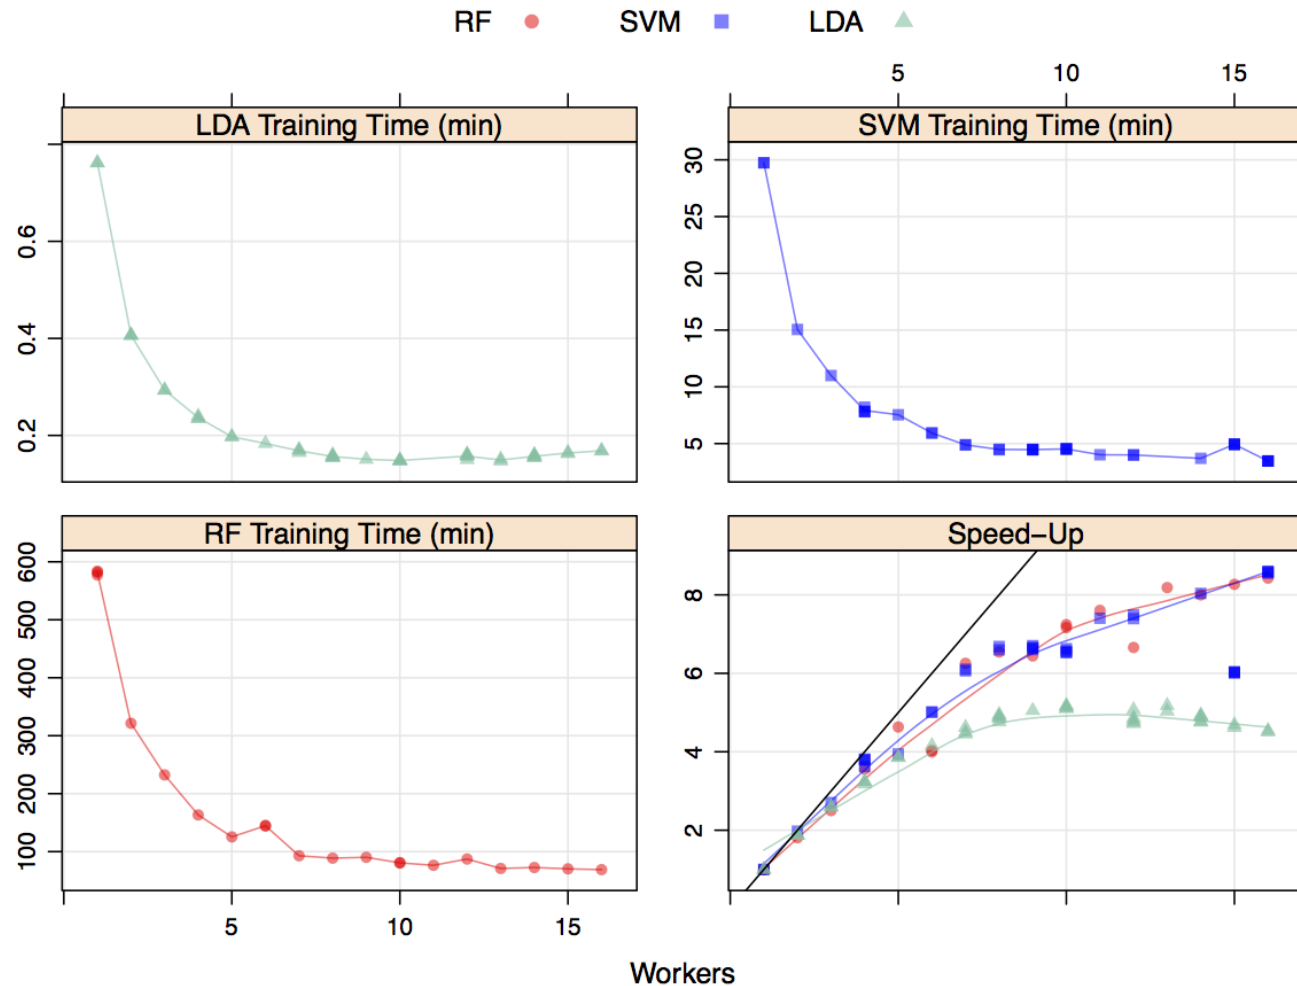 RF SVM LDA
5 10 15
LDA Training Time (min)
0.6
0.4
0.2
SVM Training Time (min)
30
25
20
15
10
5
RF Training Time (min)
600
500
400
300
200
100
5 10 15
Speed-Up
8
6
4
2
Workers